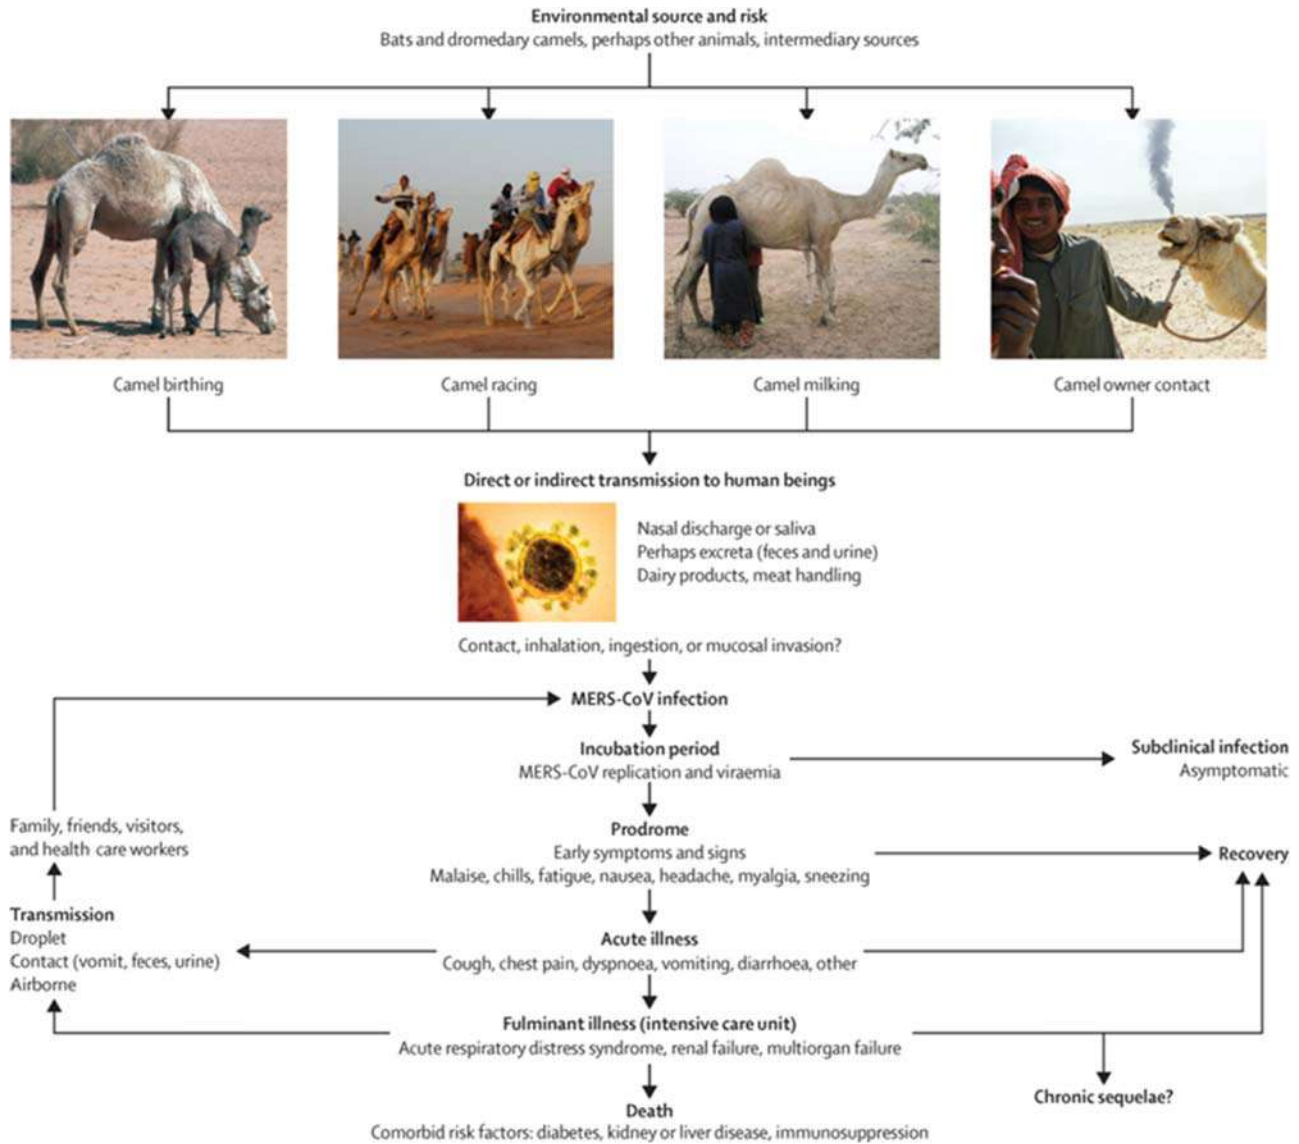 Environmental source and risk
Bats and dromedary camels, perhaps other animals, intermediary sources
Camel birthing
Camel racing
Camel milking
Camel owner contact
Direct or indirect transmission to human beings
Nasal discharge or saliva
Perhaps excreta (feces and urine)
Dairy products, meat handling
Contact, inhalation, ingestion, or mucosal invasion?
MERS-CoV infection
Incubation period
MERS-CoV replication and viraemia
Subclinical infection
Asymptomatic
Family, friends, visitors,
and health care workers
Prodrome
Early symptoms and signs
Malaise, chills, fatigue, nausea, headache, myalgia, sneezing
Recovery
Transmission
Droplet
Contact (vomit, feces, urine)
Airborne
Acute illness
Cough, chest pain, dyspnoea, vomiting, diarrhoea, other
Fulminant illness (intensive care unit)
Acute respiratory distress syndrome, renal failure, multiorgan failure
Chronic sequelae?
Death
Comorbid risk factors: diabetes, kidney or liver disease, immunosuppression